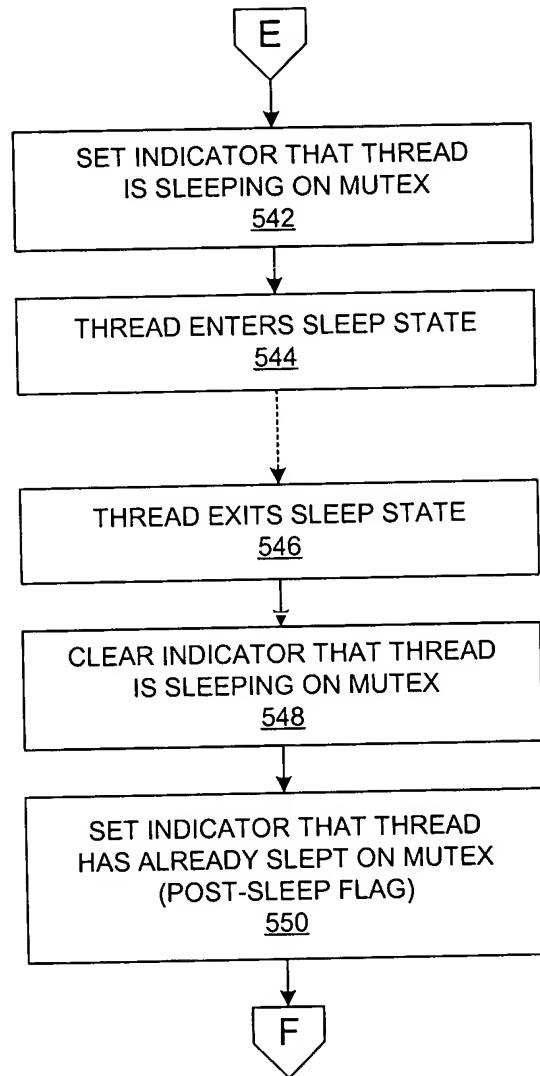 E
SET INDICATOR THAT THREAD
IS SLEEPING ON MUTEX
542
THREAD ENTERS SLEEP STATE
544
THREAD EXITS SLEEP STATE
546
CLEAR INDICATOR THAT THREAD
IS SLEEPING ON MUTEX
548
SET INDICATOR THAT THREAD
HAS ALREADY SLEPT ON MUTEX
(POST-SLEEP FLAG)
550
F